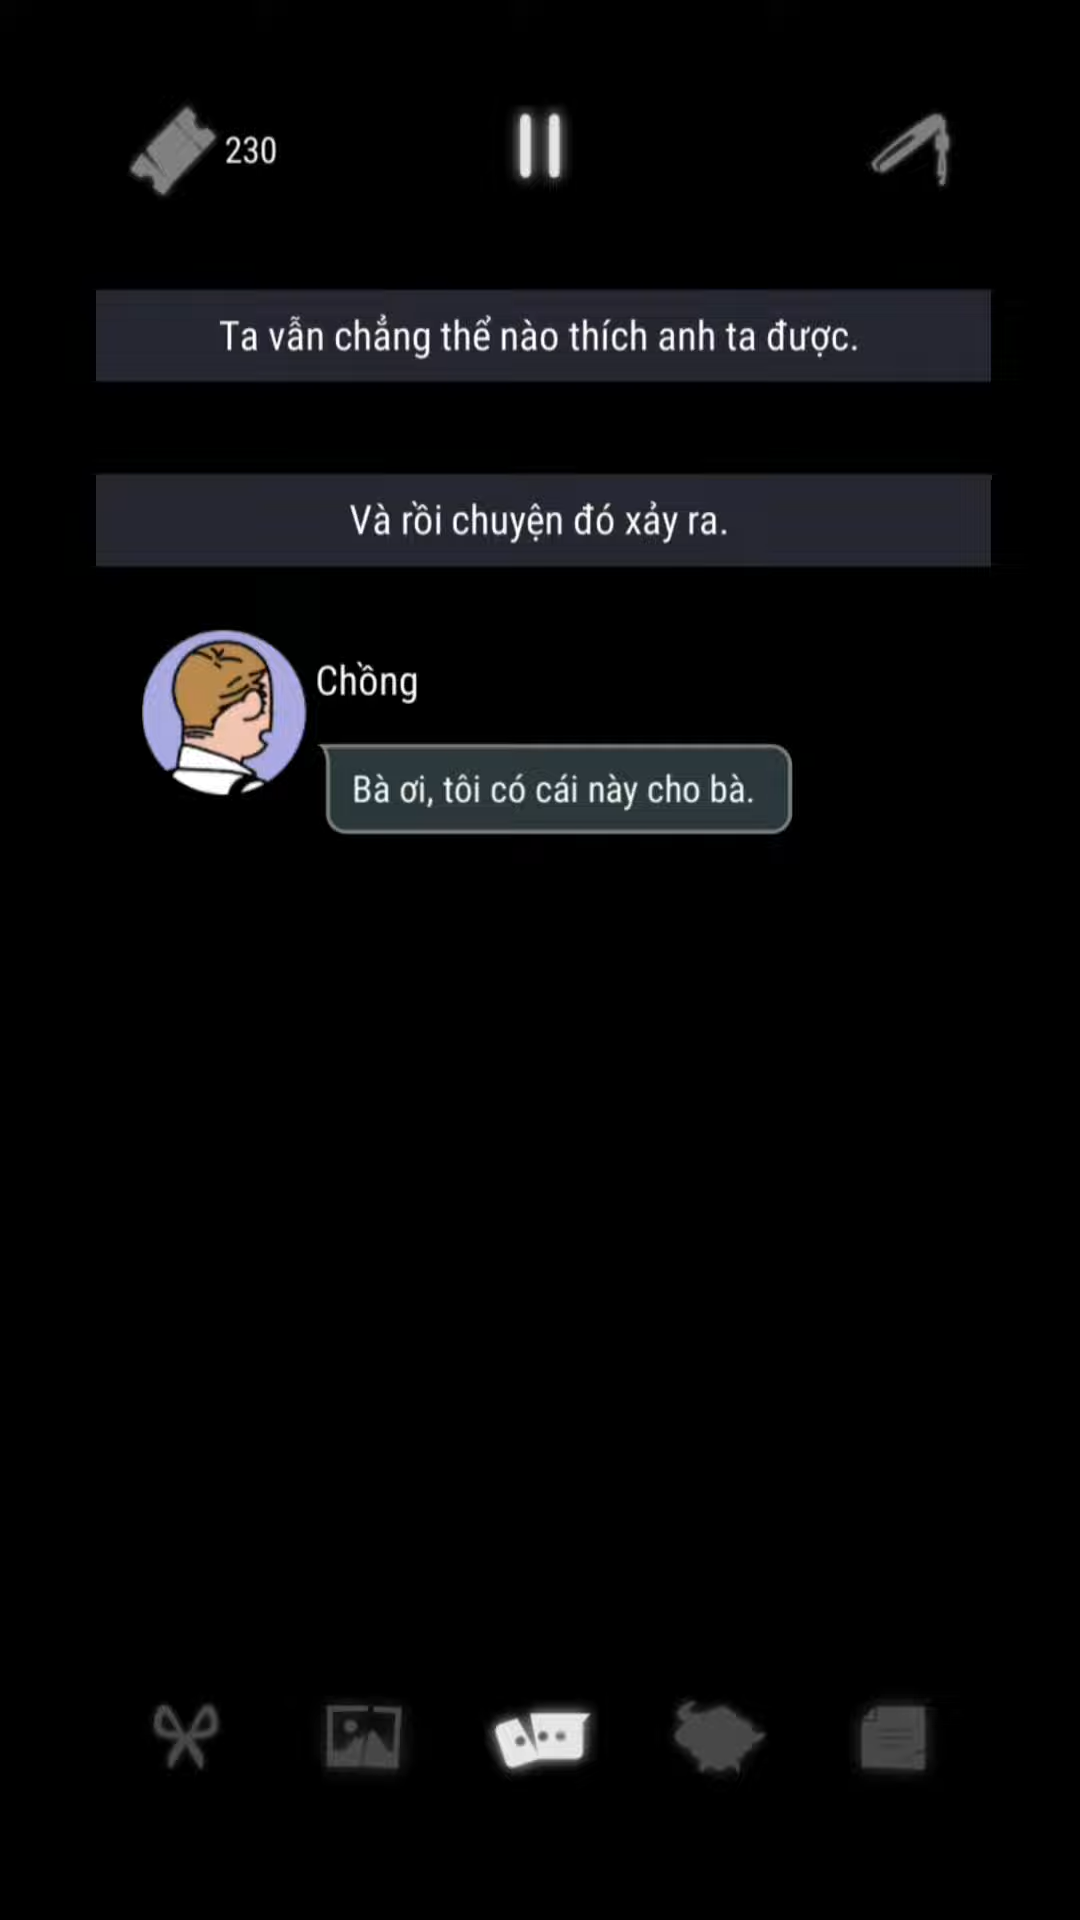 230
Ta vẫn chẳng thể nào thích anh ta được.
Và rồi chuyện đó xảy ra.
Chồng
Bà ơi, tôi có cái này cho bà.